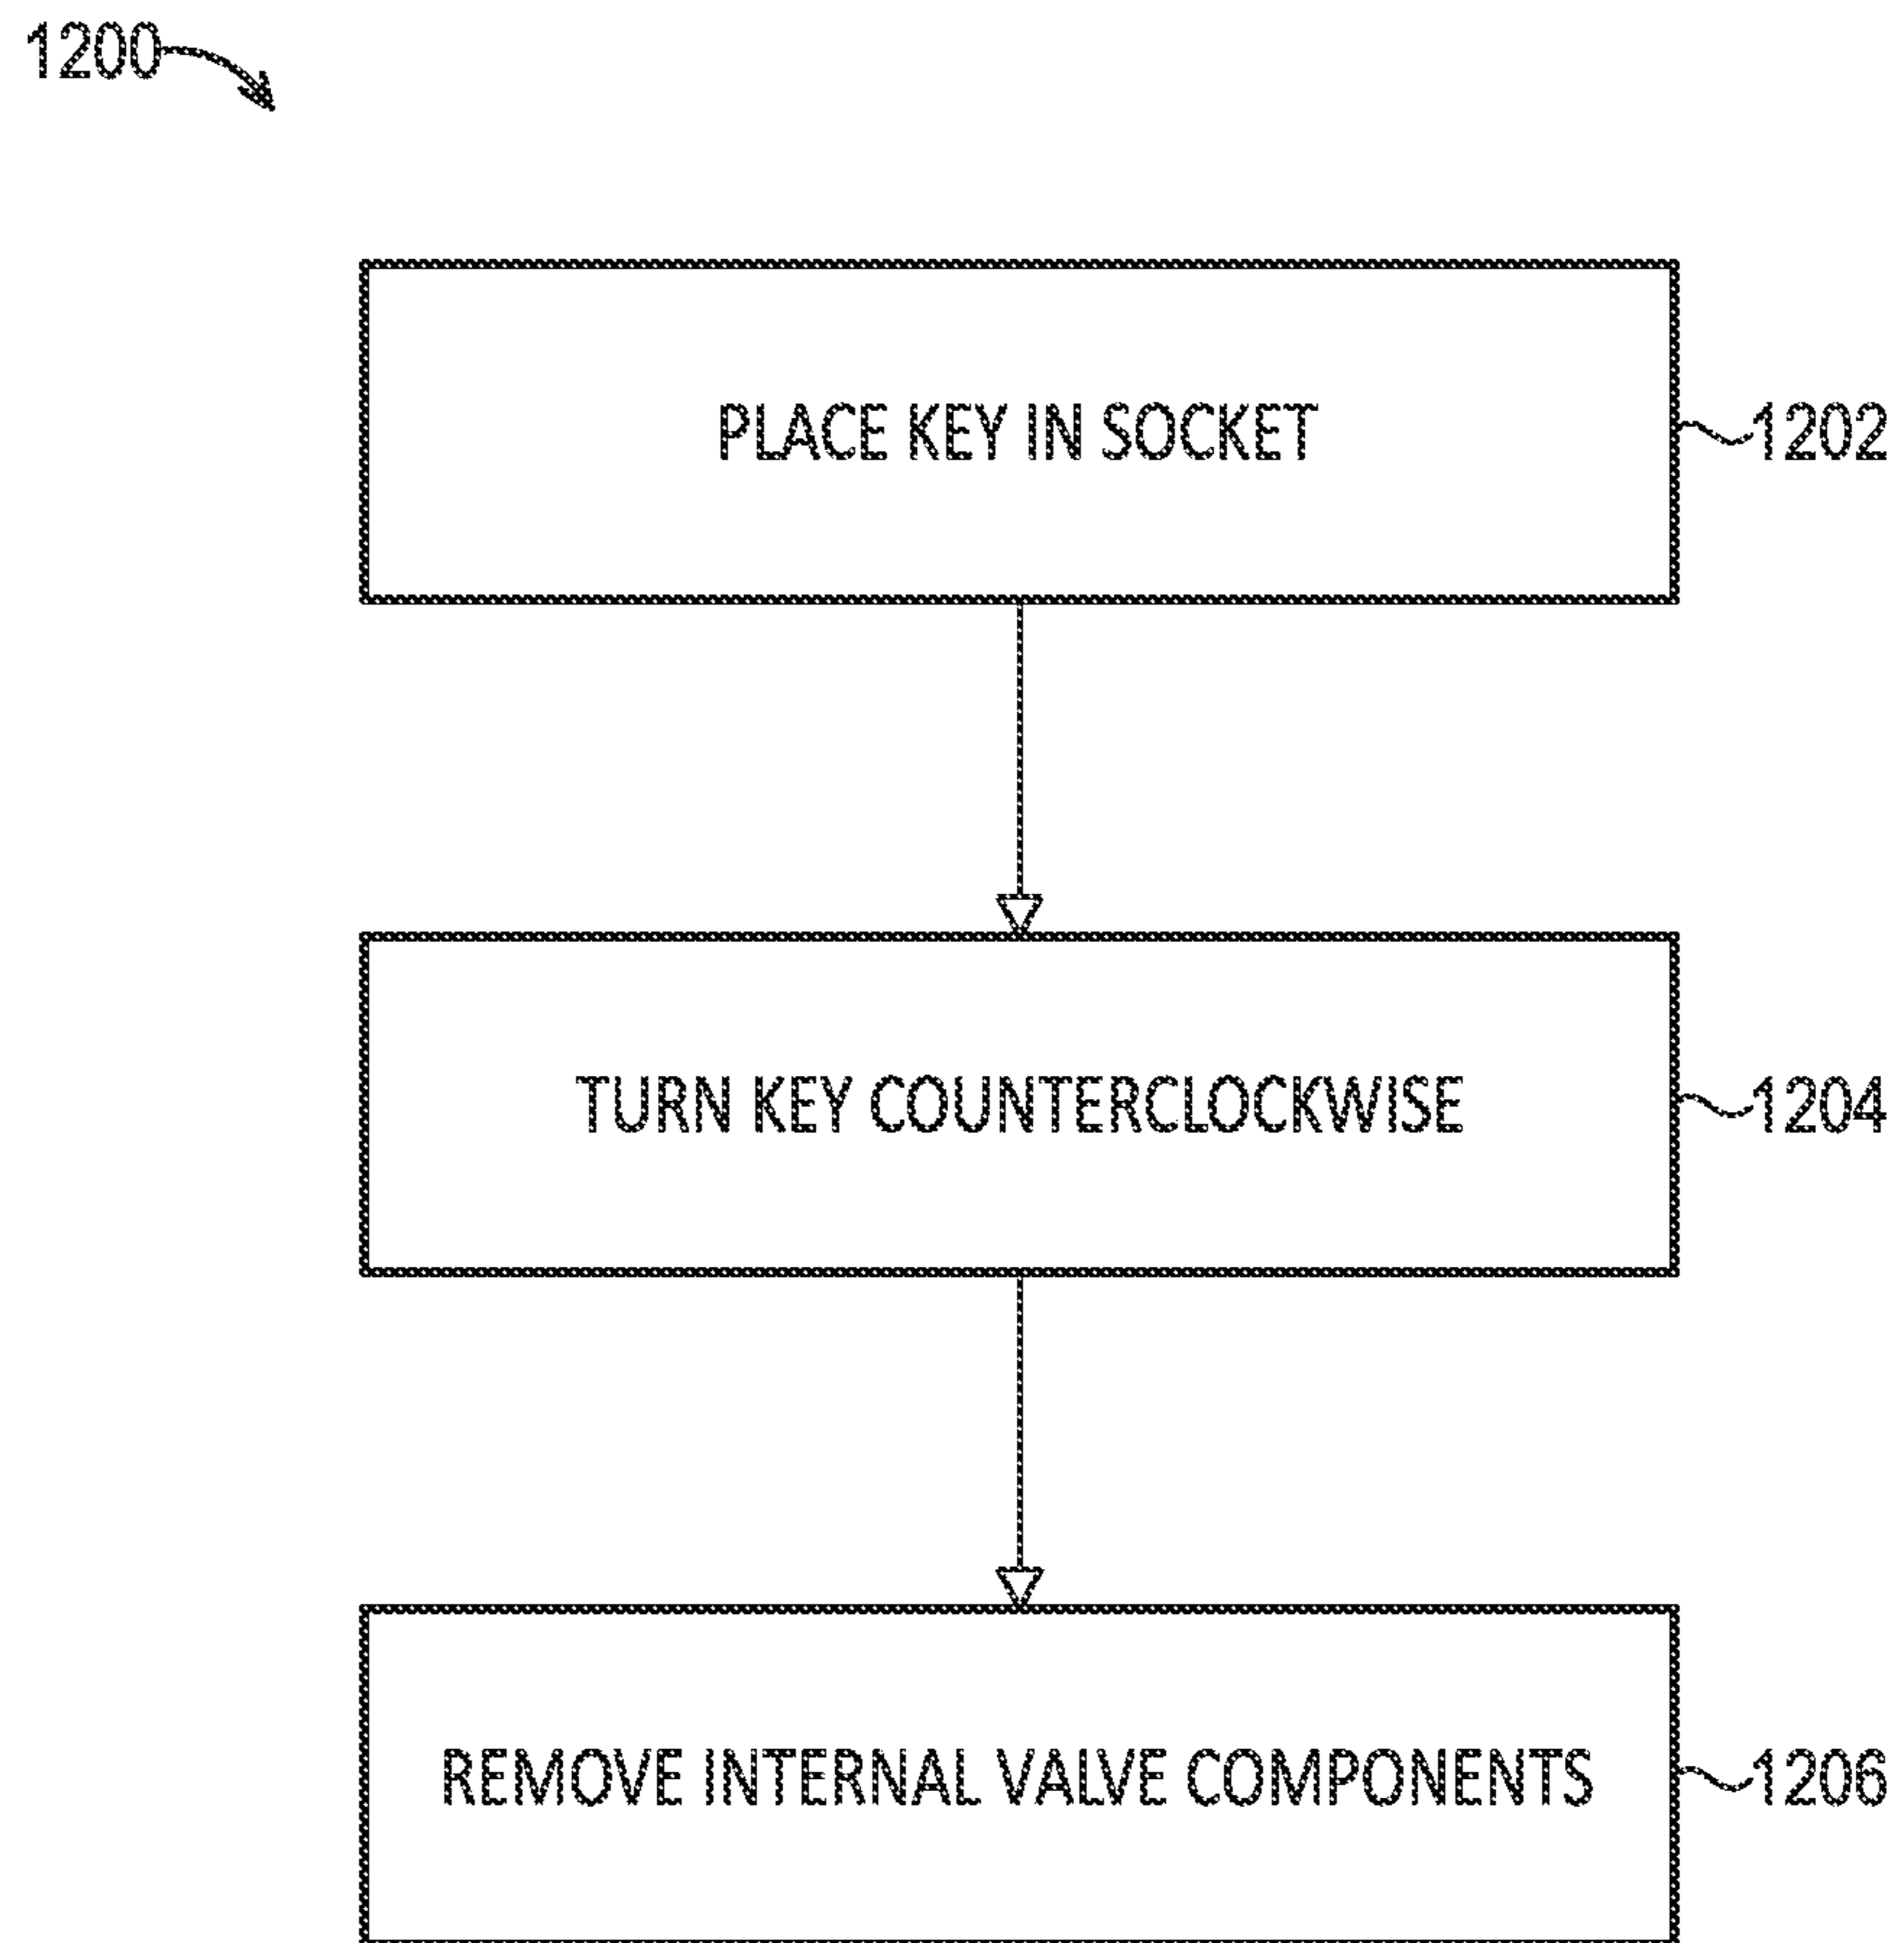 1200
PLACE KEY IN SOCKET
1202
TURN KEY COUNTERCLOCKWISE
1204
REMOVE INTERNAL VALVE COMPONENTS
1206